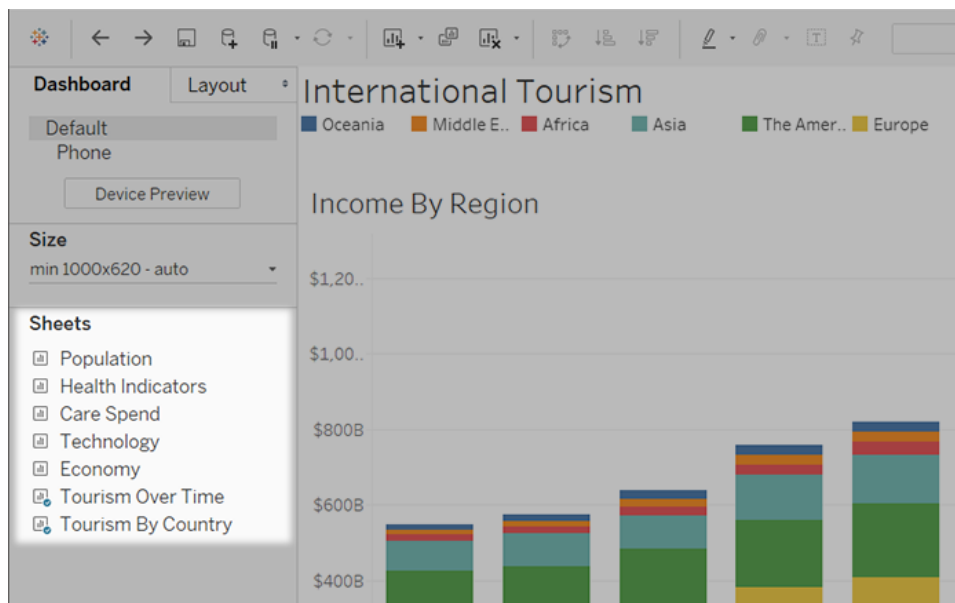 Dashboard
Layout
Default
Phone
Device Preview
Size
min 1000x620 - auto
Sheets
Population
Health Indicators
Care Spend
Technology
Economy
Tourism Over Time
Tourism By Country
International Tourism
Oceania Middle E.. Africa Asia The Amer.. Europe
Income By Region
$1,20..
$1,00..
$800B
$600B
$400B